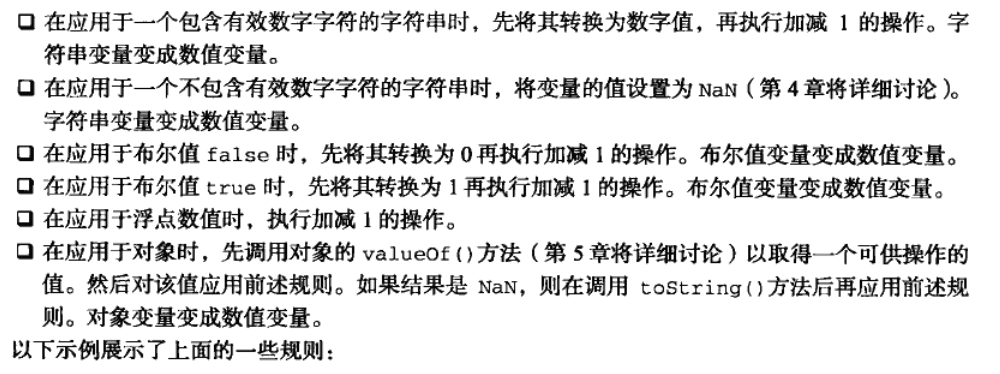 ❑ 在应用于一个包含有效数字字符的字符串时，先将其转换为数字值，再执行加减 1 的操作。字
符串变量变成数值变量。
❑ 在应用于一个不包含有效数字字符的字符串时，将变量的值设置为 NaN（第 4 章将详细讨论）。
字符串变量变成数值变量。
❑ 在应用于布尔值 false 时，先将其转换为 0 再执行加减 1 的操作。布尔值变量变成数值变量。
❑ 在应用于布尔值 true 时，先将其转换为 1 再执行加减 1 的操作。布尔值变量变成数值变量。
❑ 在应用于浮点数值时，执行加减 1 的操作。
❑ 在应用于对象时，先调用对象的 valueOf()方法（第 5 章将详细讨论）以取得一个可供操作的
值。然后对该值应用前述规则。如果结果是 NaN，则在调用 toString()方法后再应用前述规
则。对象变量变成数值变量。
以下示例展示了上面的一些规则：